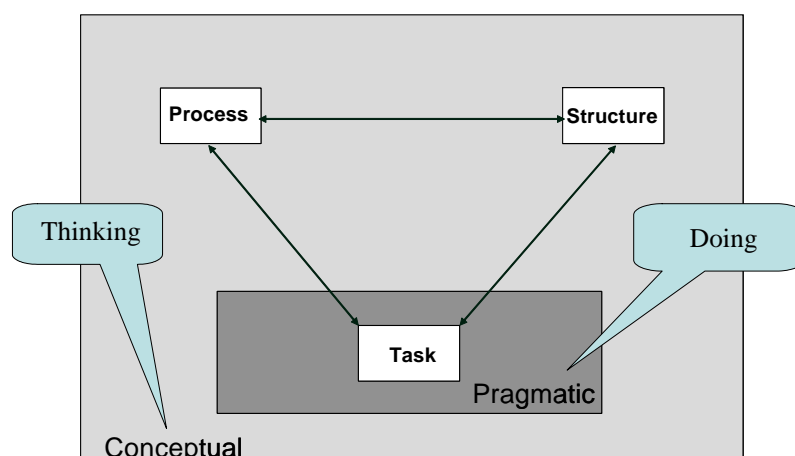 Process
Structure
Thinking
Doing
Task
Pragmatic
Conceptual